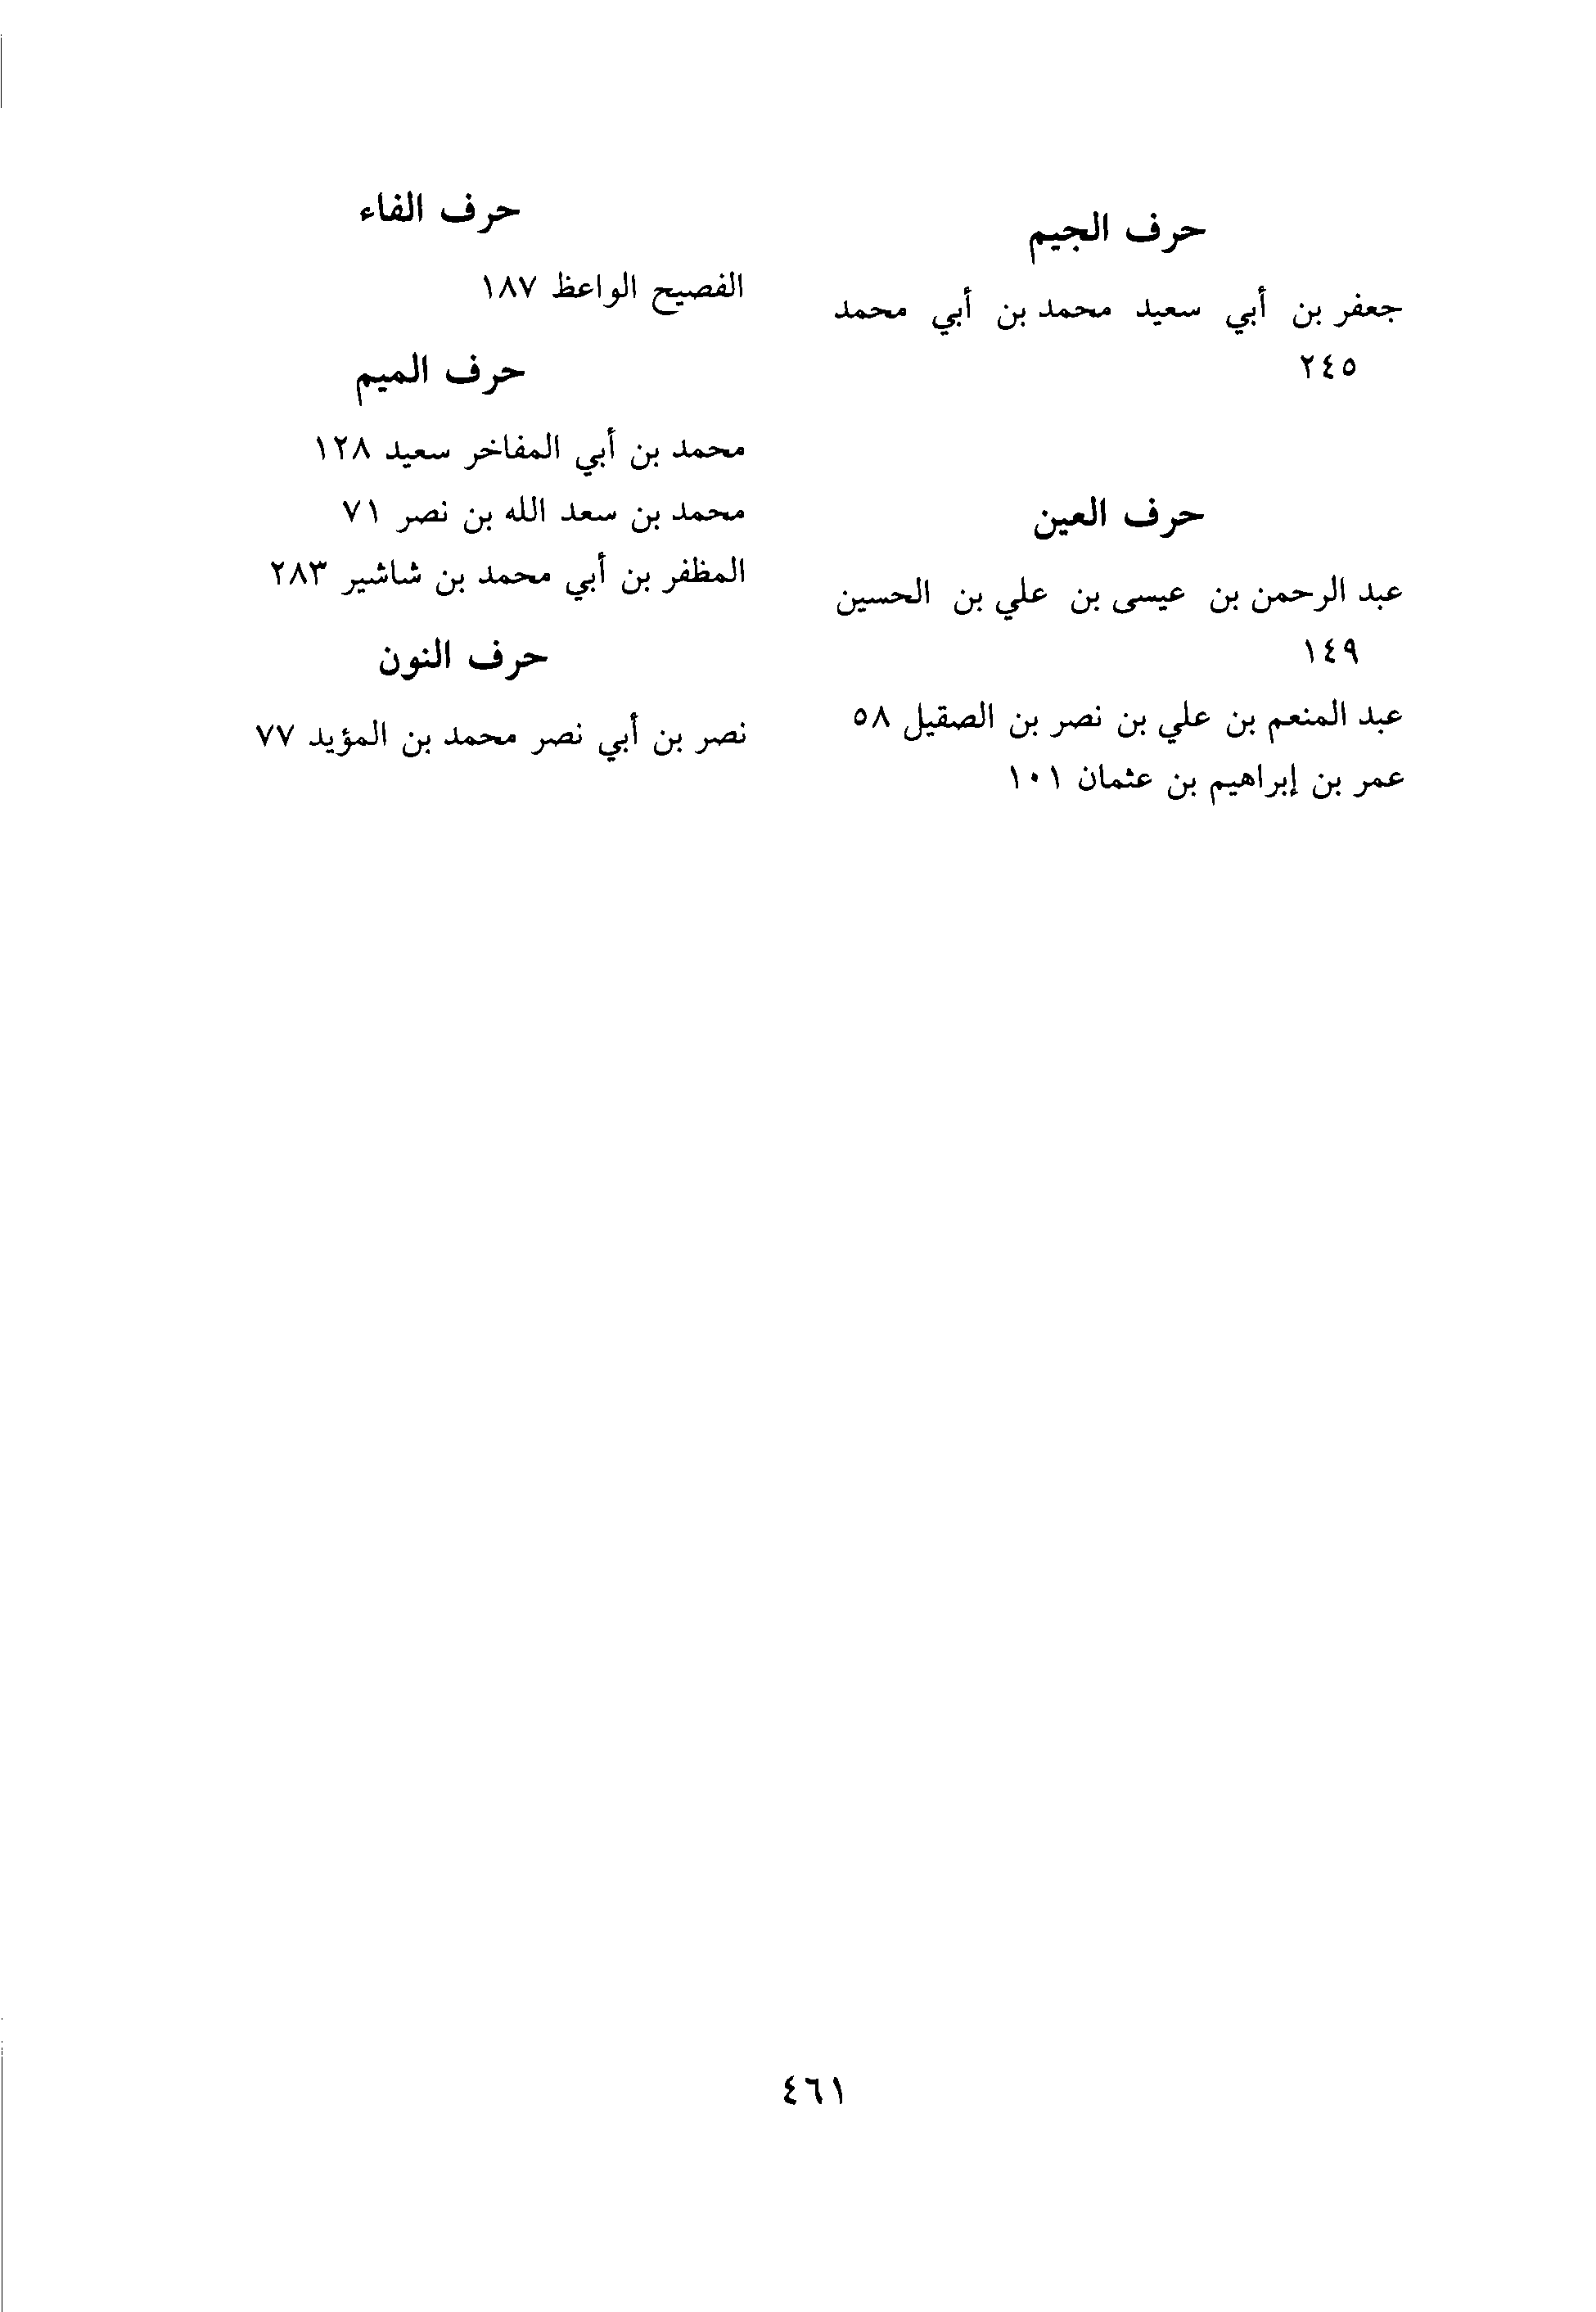 حرف الجيم
جعفر بن أبي سعيد محمد بن أبي محمد
٢٤٥
حرف العين
عبد الرحمن بن عيسى بن علي بن الحسين
١٤٩
عبد المنعم بن علي بن نصر بن الصقيل ٥٨
عمر بن إبراهيم بن عثمان ١٠١
حرف الفاء
الفصيح الواعظ ١٨٧
حرف الميم
محمد بن أبي المفاخر سعيد ١٢٨
محمد بن سعد الله بن نصر ٧١
المظفر بن أبي محمد بن شاشير ٢٨٣
حرف النون
نصر بن أبي نصر محمد بن المؤيد ٧٧
٤٦١